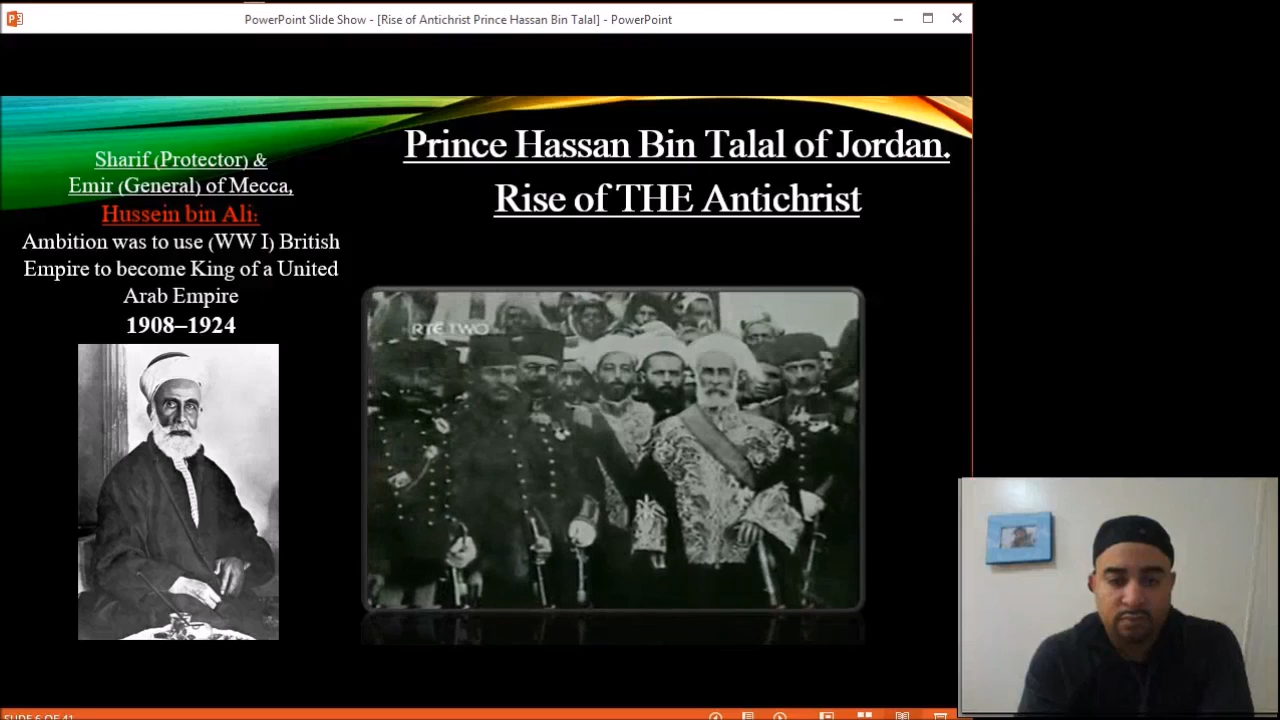 PowerPoint Slide Show - [Rise of Antichrist Prince Hassan Bin Talal] - PowerPoint
Sharif (Protector) &
Emir (General) of Mecca,
Hussein bin Ali:
Ambition was to use (WW I) British
Empire to become King of a United
Arab Empire
1908–1924
Prince Hassan Bin Talal of Jordan.
Rise of THE Antichrist
RTE TWO
SLIDE 6 OF 41